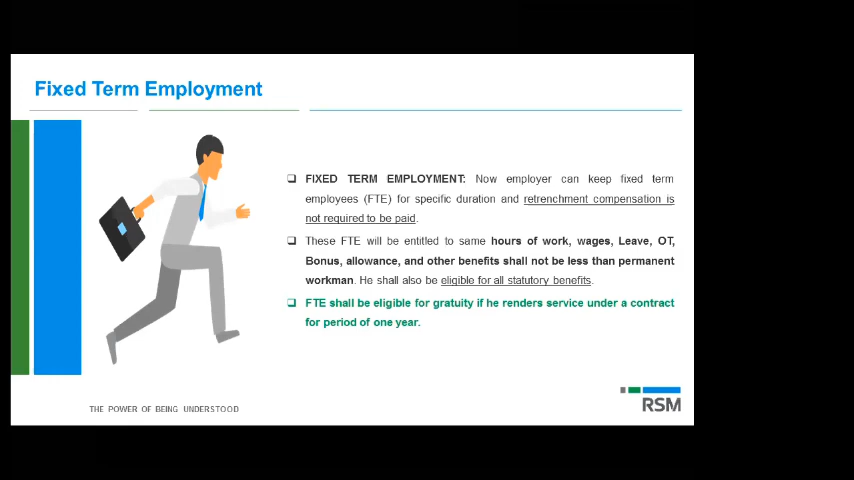 Fixed Term Employment
❑ FIXED TERM EMPLOYMENT: Now employer can keep fixed term
employees (FTE) for specific duration and retrenchment compensation is
not required to be paid.
❑ These FTE will be entitled to same hours of work, wages, Leave, OT,
Bonus, allowance, and other benefits shall not be less than permanent
workman. He shall also be eligible for all statutory benefits.
❑ FTE shall be eligible for gratuity if he renders service under a contract
for period of one year.
THE POWER OF BEING UNDERSTOOD
RSM